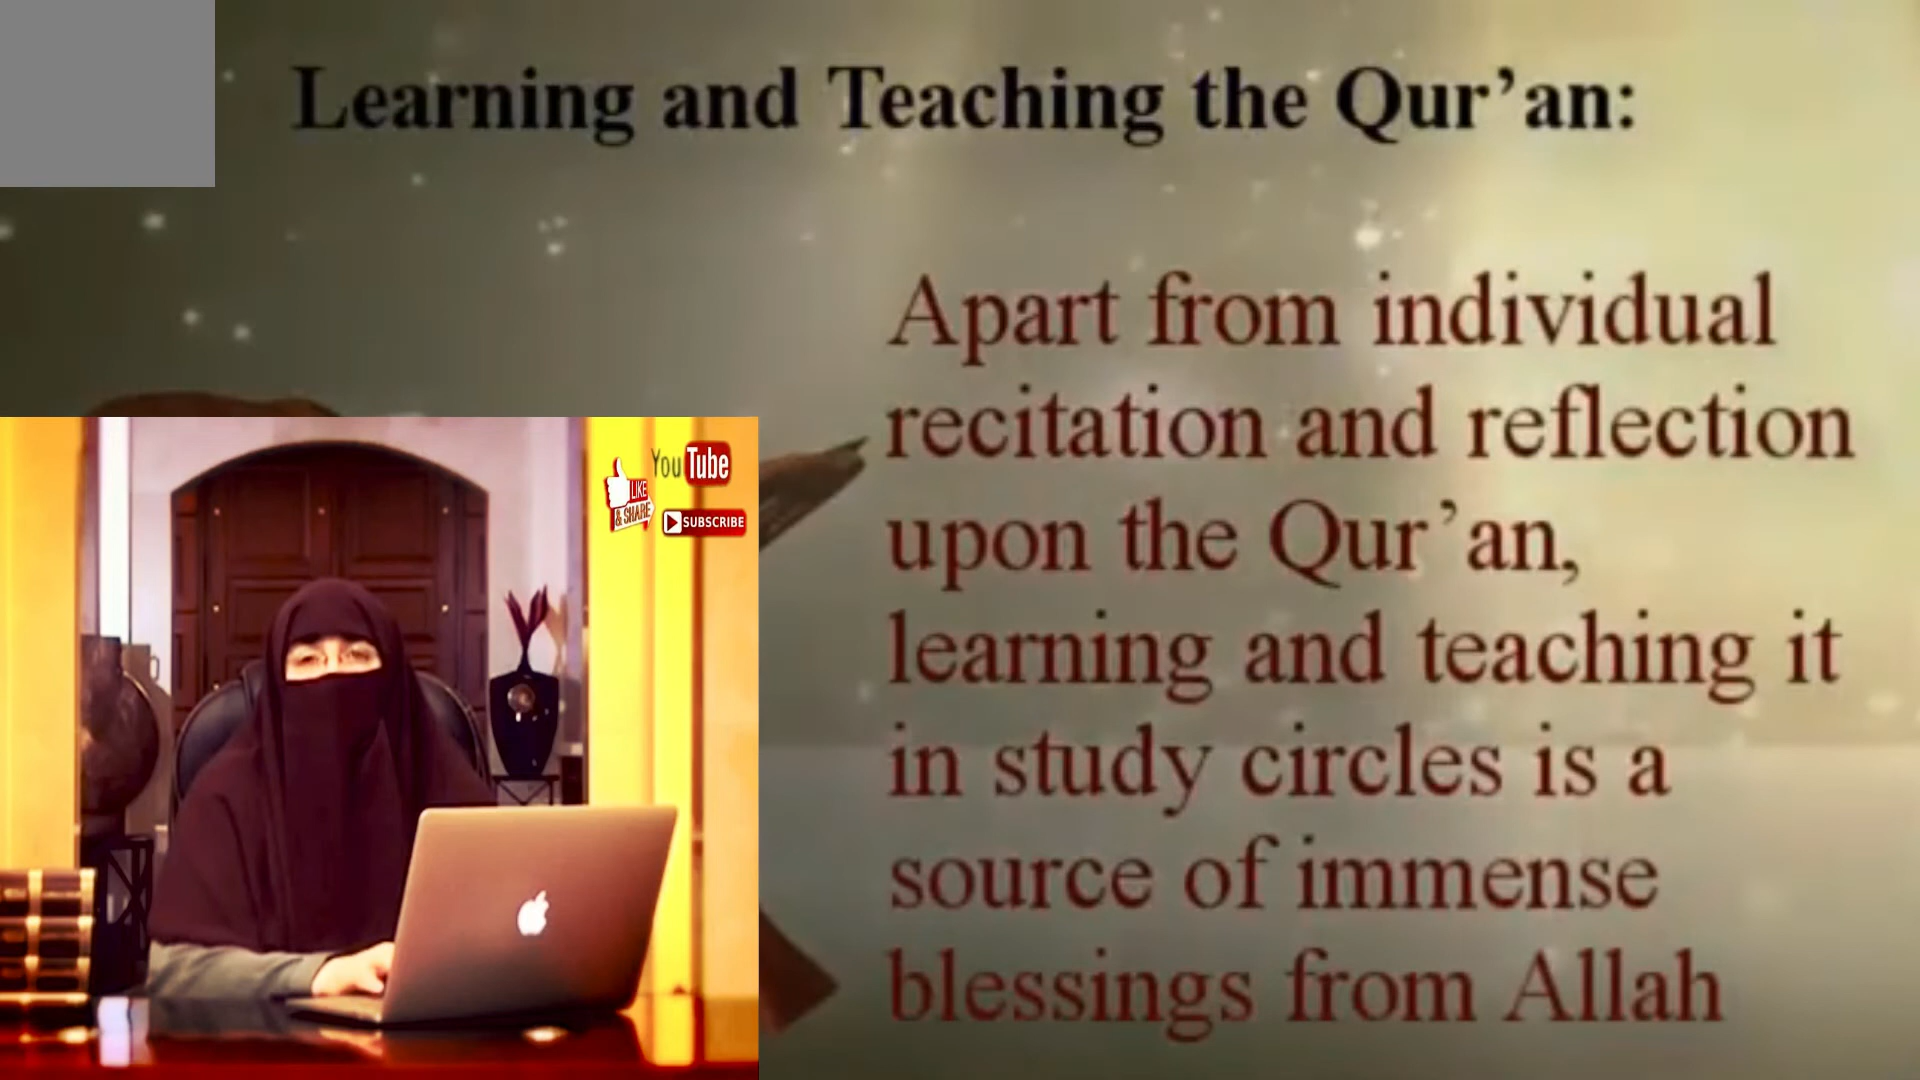 Learning and Teaching the Qur’an:
Apart from individual
recitation and reflection
upon the Qur’an,
learning and teaching it
in study circles is a
source of immense
blessings from Allah
YouTube
LIKE
& SHARE
SUBSCRIBE